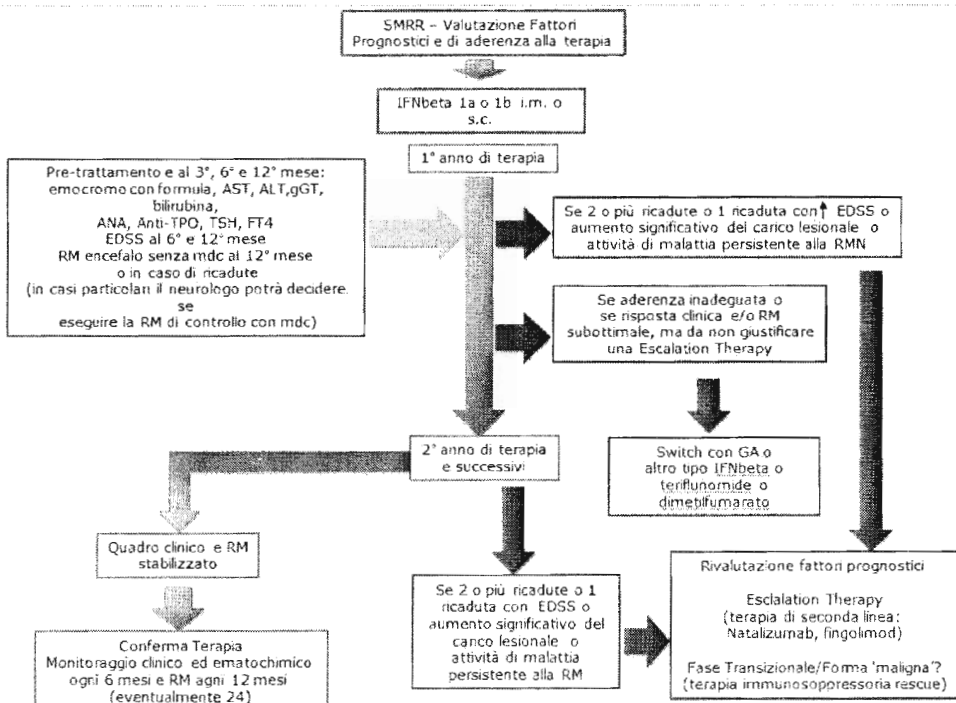 SMRR – Valutazione Fattori
Prognostici e di aderenza alla terapia
IFNbeta 1a o 1b i.m. o
s.c.
1° anno di terapia
Pre-trattamento e al 3°, 6° e 12° mese:
emocromo con formula, AST, ALT,gGT,
bilirubina,
ANA, Anti-TPO, TSH, FT4
EDSS al 6° e 12° mese
RM encefalo senza mdc al 12° mese
o in caso di ricadute
(in casi particolari il neurologo potrà decidere
se
eseguire la RM di controllo con mdc)
Se 2 o più ricadute o 1 ricaduta con ↑ EDSS o
aumento significativo del carico lesionale o
attività di malattia persistente alla RMN
Se aderenza inadeguata o
se risposta clinica e/o RM
subottimale, ma da non giustificare
una Escalation Therapy
Switch con GA o
altro tipo IFNbeta o
teriflunomide o
dimetilfumarato
2° anno di terapia
e successivi
Quadro clinico e RM
stabilizzato
Conferma Terapia
Monitoraggio clinico ed ematochimico
ogni 6 mesi e RM agni 12 mesi
(eventualmente 24)
Se 2 o più ricadute o 1
ricaduta con EDSS o
aumento significativo del
carico lesionale o
attività di malattia
persistente alla RM
Rivalutazione fattori prognostici
Esclalation Therapy
(terapia di seconda linea:
Natalizumab, fingolimod)
Fase Transizionale/Forma 'maligna'?
(terapia immunosoppressoria rescue)